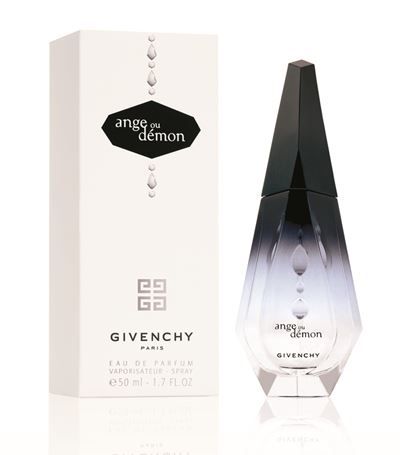 ange ou
démon
GIVENCHY
PARIS
EAU DE PARFUM
VAPORISATEUR - SPRAY
℮ 50 ml - 1.7 FL.OZ
ange ou
démon
GIVENCHY